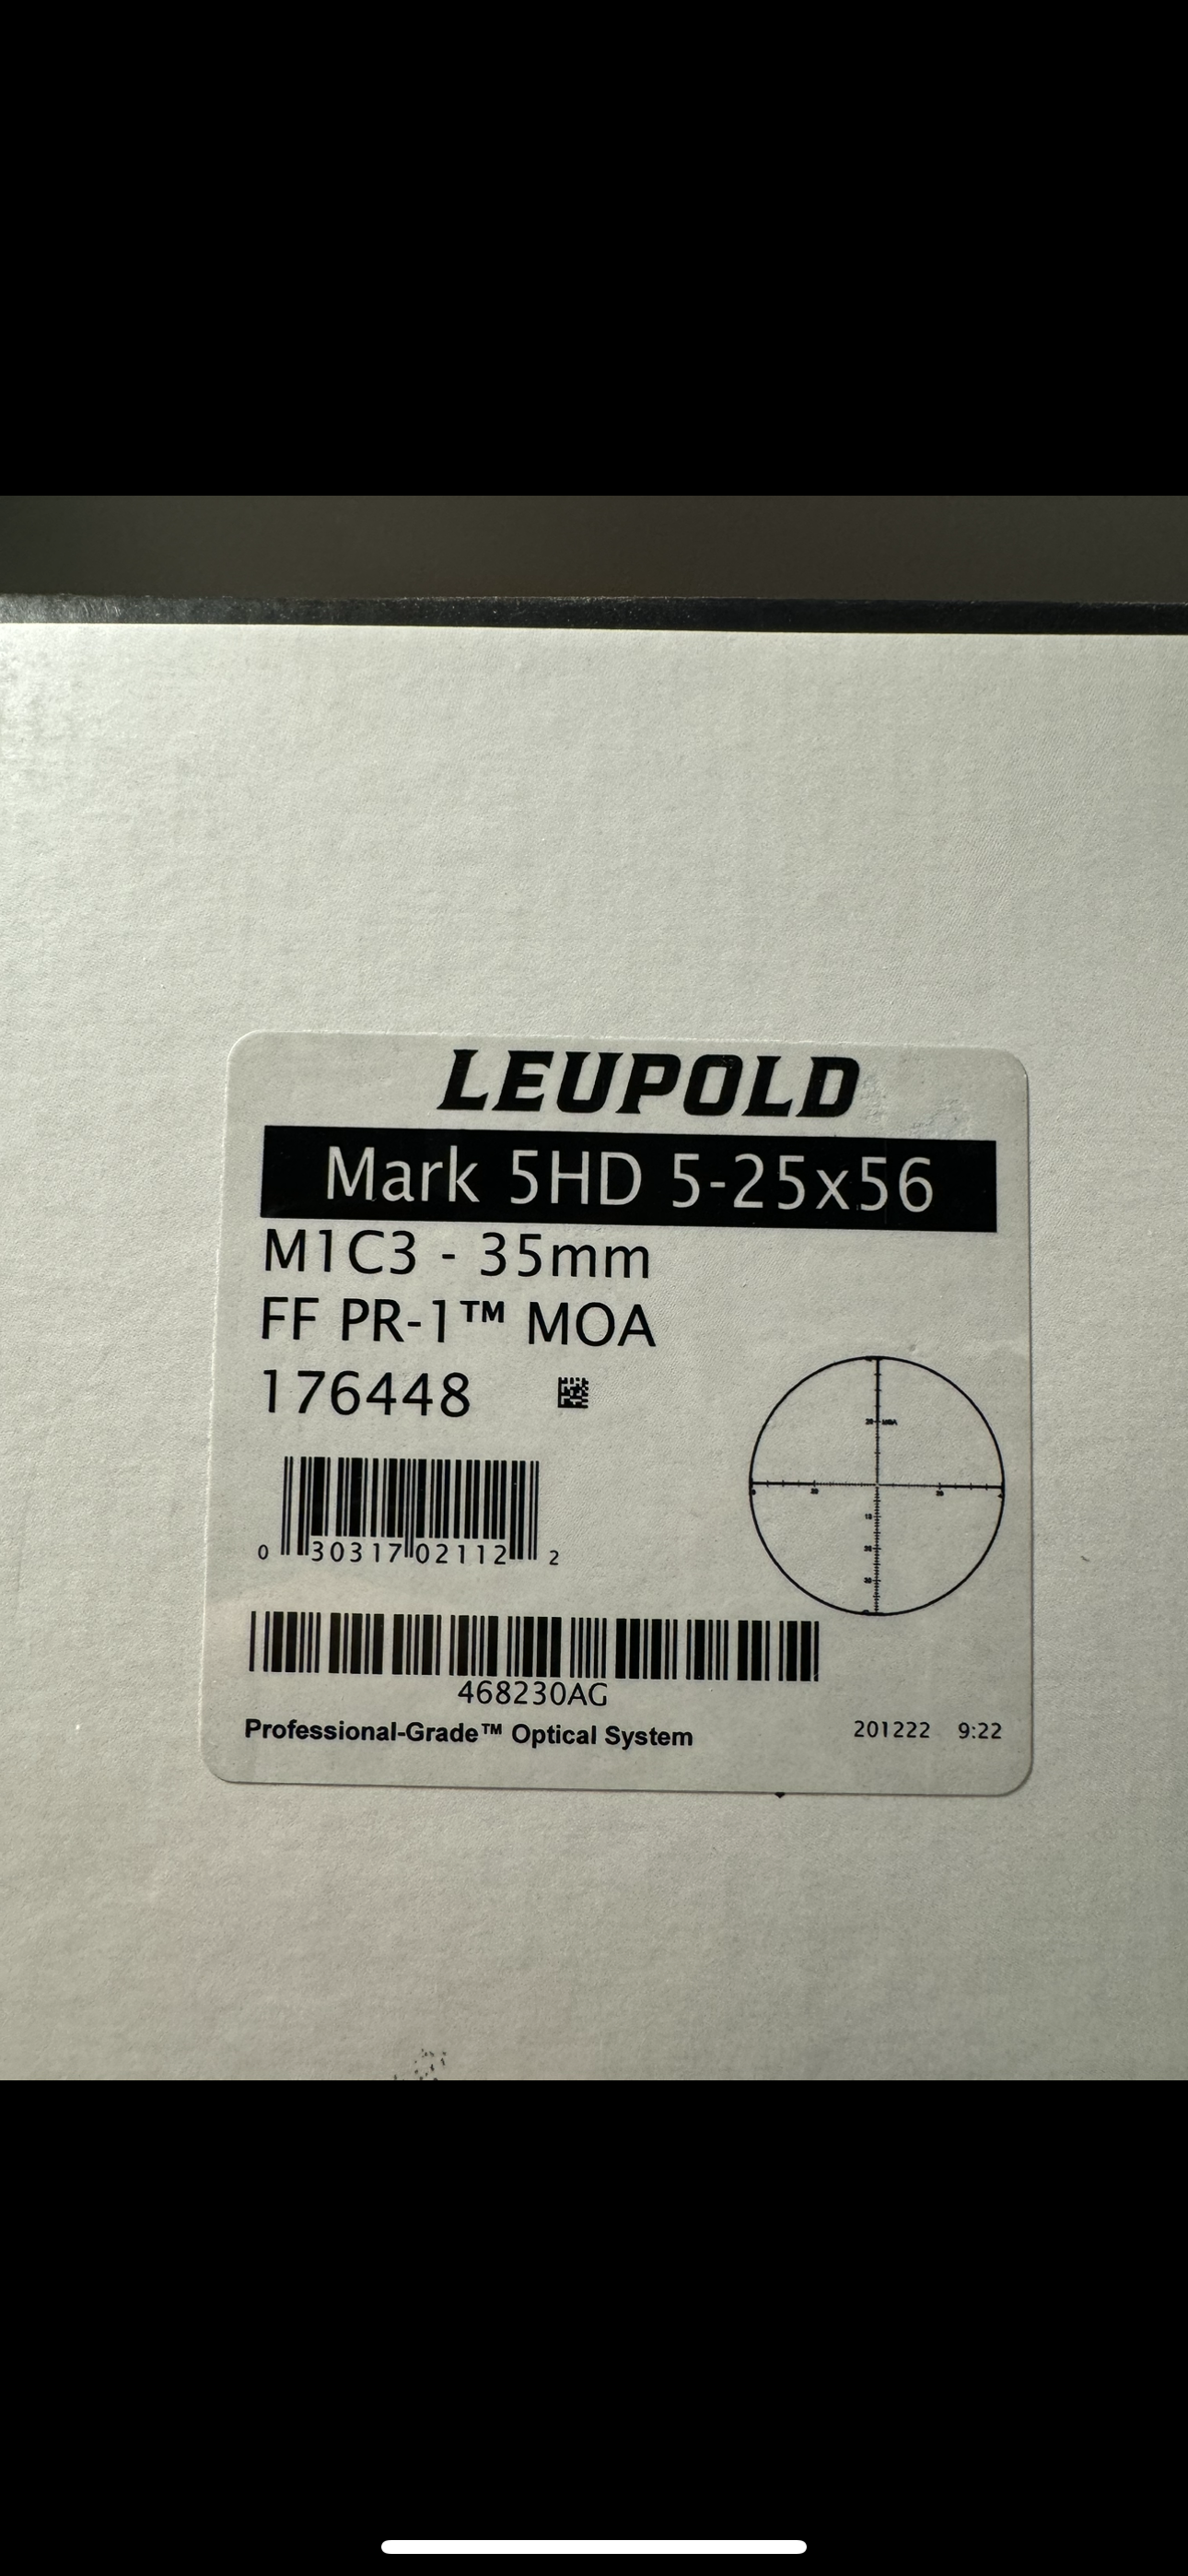 LEUPOLD
Mark 5HD 5-25x56
M1C3 - 35mm
FF PR-1™ MOA
176448
0 30317 02112 2
468230AG
Professional-Grade™ Optical System
201222 9:22